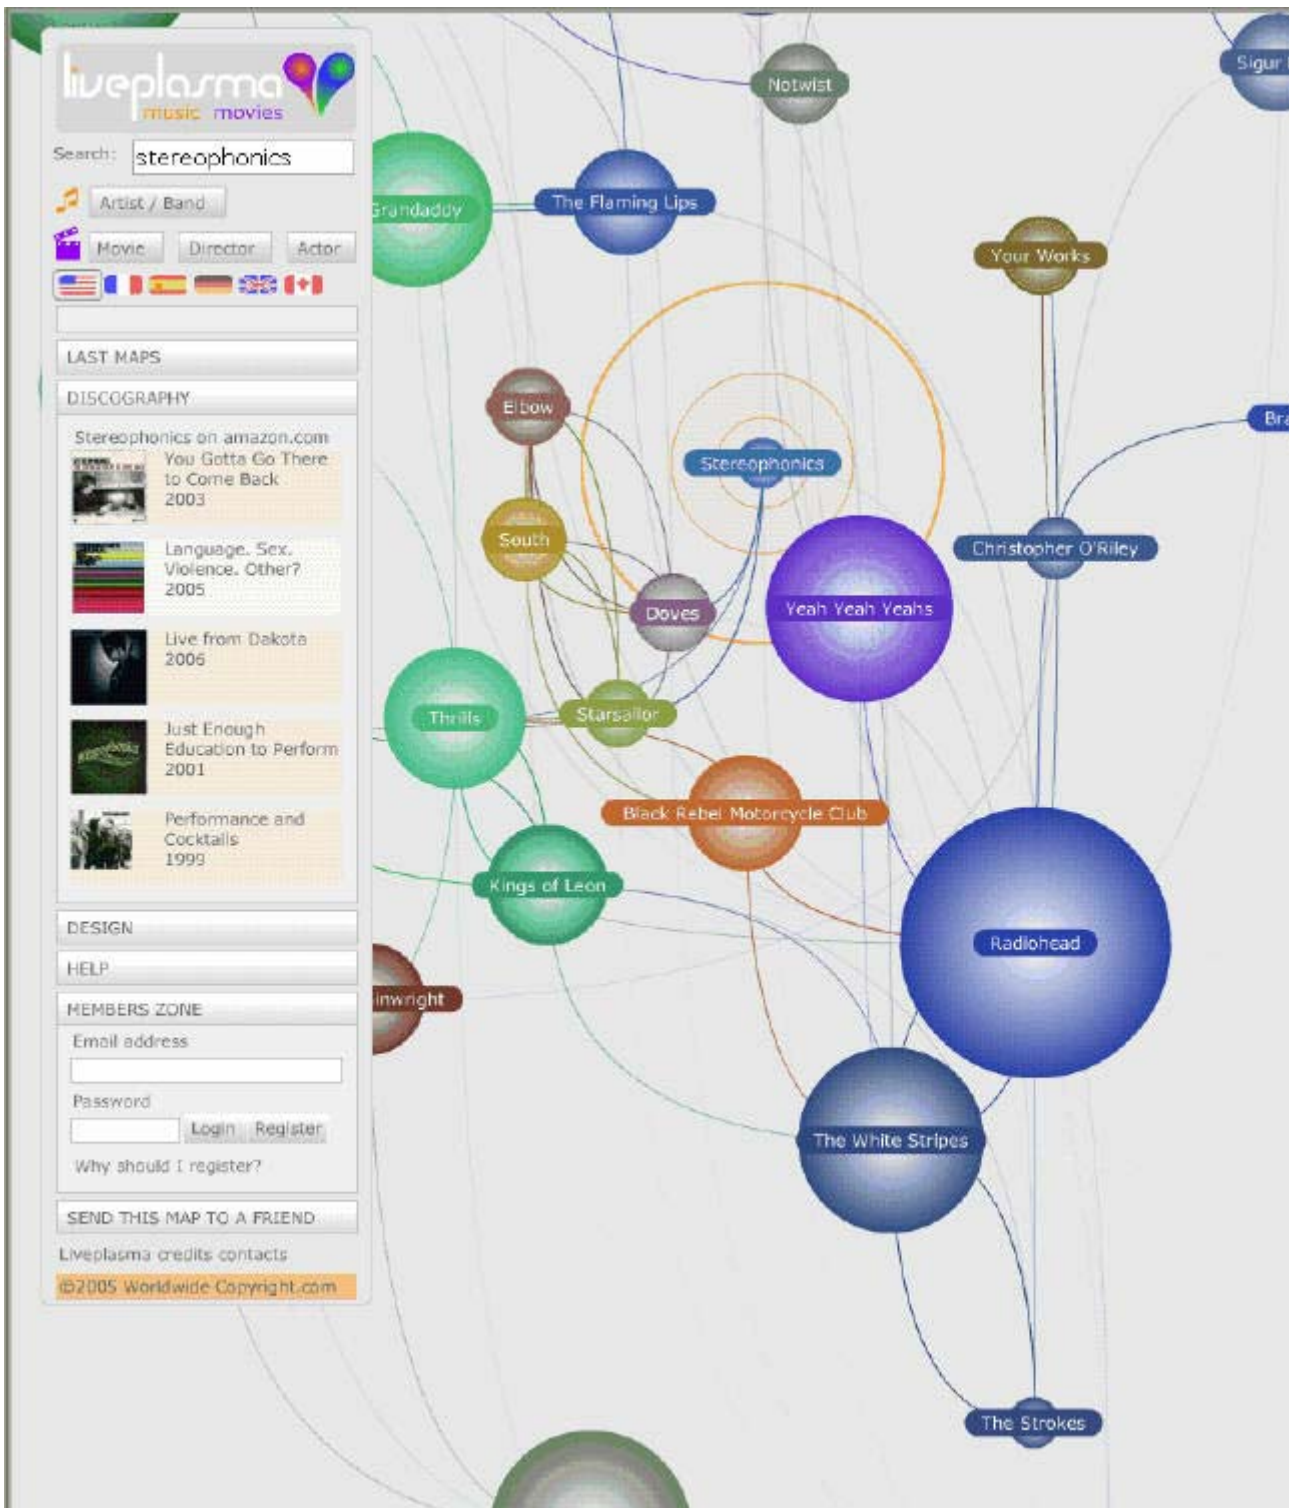 liveplasma
music movies
Search: stereophonics
Artist / Band
Movie Director Actor
LAST MAPS
DISCOGRAPHY
Stereophonics on amazon.com
You Gotta Go There
to Come Back
2003
Language. Sex.
Violence. Other?
2005
Live from Dakota
2006
Just Enough
Education to Perform
2001
Performance and
Cocktails
1999
DESIGN
HELP
MEMBERS ZONE
Email address
Password
Login Register
Why should I register?
SEND THIS MAP TO A FRIEND
Liveplasma credits contacts
©2005 Worldwide Copyright.com
Notwist
Sigur
Grandaddy
The Flaming Lips
Your Works
Elbow
Bra
Stereophonics
South
Christopher O'Riley
Doves
Yeah Yeah Yeahs
Thrills
Starsailor
Black Rebel Motorcycle Club
Kings of Leon
Radiohead
inwright
The White Stripes
The Strokes